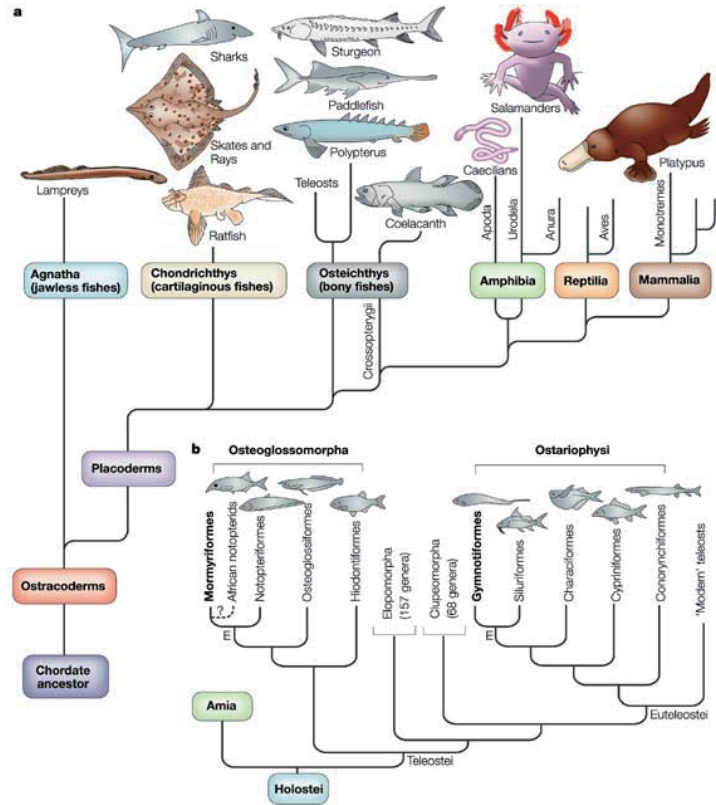 a
Sharks
Skates and
Rays
Lampreys
Ratfish
Sturgeon
Paddlefish
Polypterus
Teleosts
Coelacanth
Salamanders
Caecilians
Platypus
Apoda
Urodela
Anura
Aves
Monotremes
Agnatha
(jawless fishes)
Chondrichthys
(cartilaginous fishes)
Osteichthys
(bony fishes)
Amphibia
Reptilia
Mammalia
Crossopterygii
Placoderms
Ostracoderms
Chordate
ancestor
b
Osteoglossomorpha
Ostariophysi
Mormyriformes
African notopterids
Notopteriformes
Osteoglossiformes
Hiodontiformes
Elopomorpha
(157 genera)
Clupeomorpha
(68 genera)
Gymnotiformes
Siluriformes
Characiformes
Cypriniformes
Conorynchiformes
'Modern' teleosts
?
E
E
Euteleostei
Amia
Teleostei
Holostei